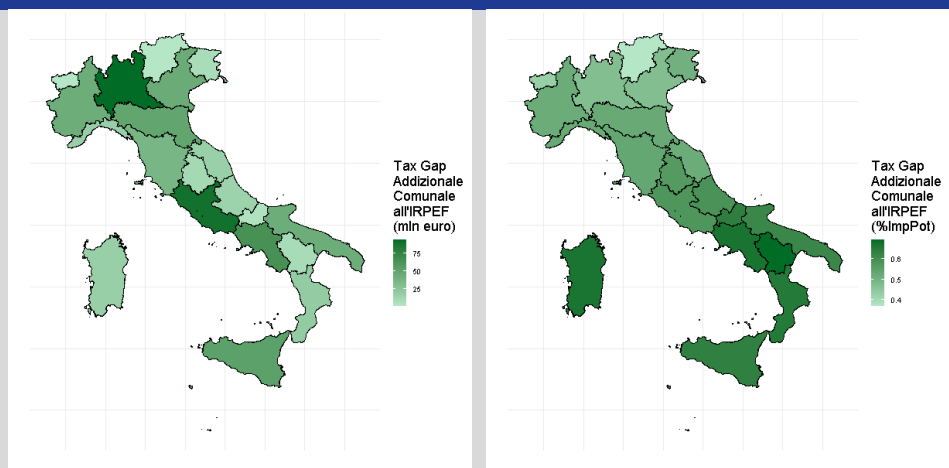 Tax Gap
Addizionale
Comunale
all'IRPEF
(mln euro)
75
50
25
Tax Gap
Addizionale
Comunale
all'IRPEF
(%ImpPot)
0.6
0.5
0.4